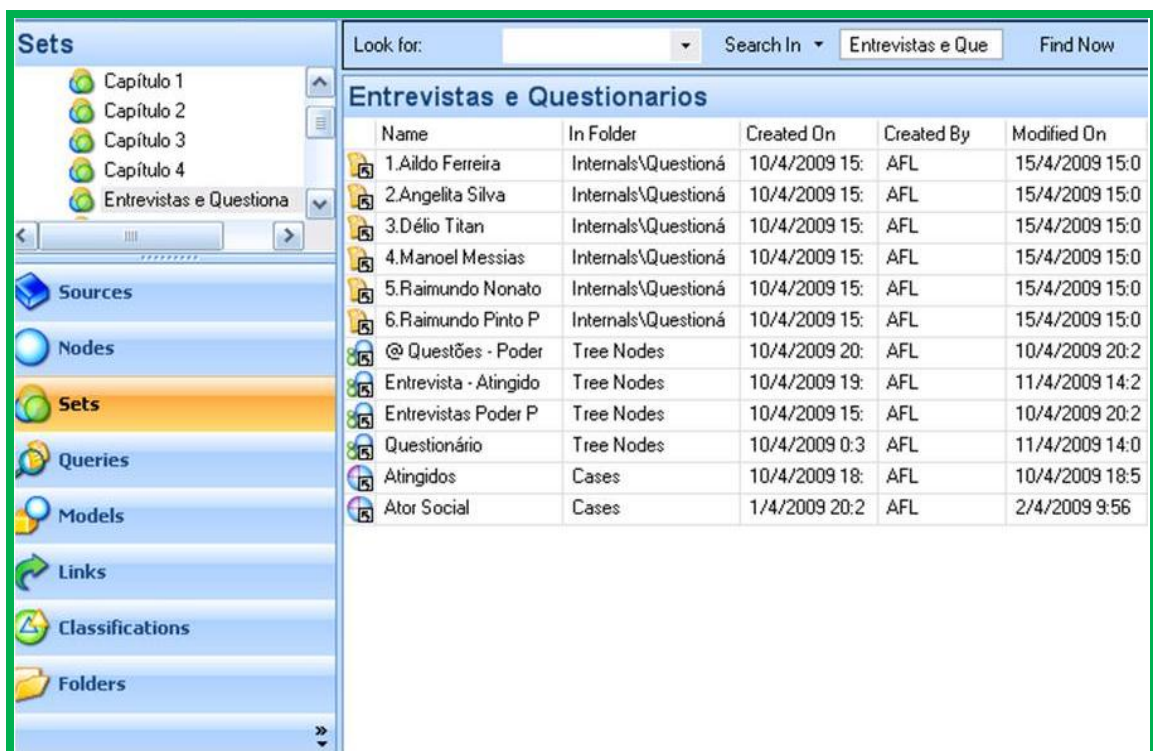 Sets
Capítulo 1
Capítulo 2
Capítulo 3
Capítulo 4
Entrevistas e Questiona
Sources
Nodes
Sets
Queries
Models
Links
Classifications
Folders
Look for: Search In Entrevistas e Que Find Now
Entrevistas e Questionarios
Name In Folder Created On Created By Modified On
1.Aildo Ferreira Internals\Questioná 10/4/2009 15: AFL 15/4/2009 15:0
2.Angelita Silva Internals\Questioná 10/4/2009 15: AFL 15/4/2009 15:0
3.Délio Titan Internals\Questioná 10/4/2009 15: AFL 15/4/2009 15:0
4.Manoel Messias Internals\Questioná 10/4/2009 15: AFL 15/4/2009 15:0
5.Raimundo Nonato Internals\Questioná 10/4/2009 15: AFL 15/4/2009 15:0
6.Raimundo Pinto P Internals\Questioná 10/4/2009 15: AFL 15/4/2009 15:0
@ Questões - Poder Tree Nodes 10/4/2009 20: AFL 10/4/2009 20:2
Entrevista - Atingido Tree Nodes 10/4/2009 19: AFL 11/4/2009 14:2
Entrevistas Poder P Tree Nodes 10/4/2009 15: AFL 10/4/2009 20:2
Questionário Tree Nodes 10/4/2009 0:3 AFL 11/4/2009 14:0
Atingidos Cases 10/4/2009 18: AFL 10/4/2009 18:5
Ator Social Cases 1/4/2009 20:2 AFL 2/4/2009 9:56